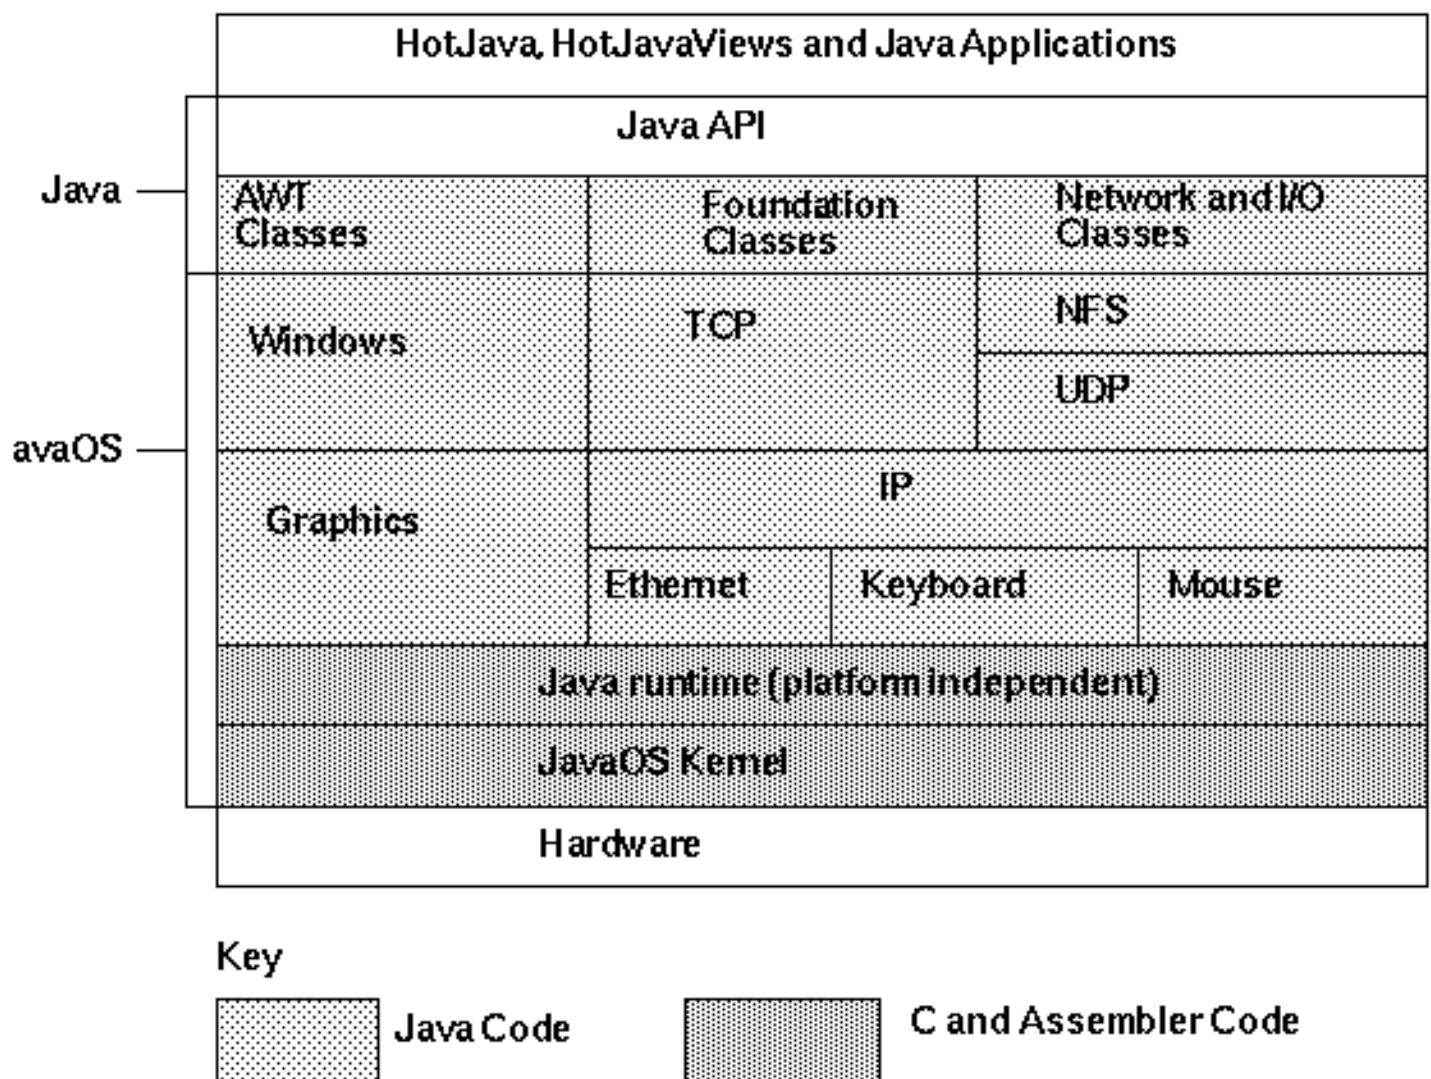 HotJava, HotJavaViews and Java Applications
Java API
Java
AWT
Classes
Foundation
Classes
Network and I/O
Classes
Windows
TCP
NFS
UDP
avaOS
Graphics
IP
Ethernet
Keyboard
Mouse
Java runtime (platform independent)
JavaOS Kernel
Hardware
Key
Java Code
C and Assembler Code